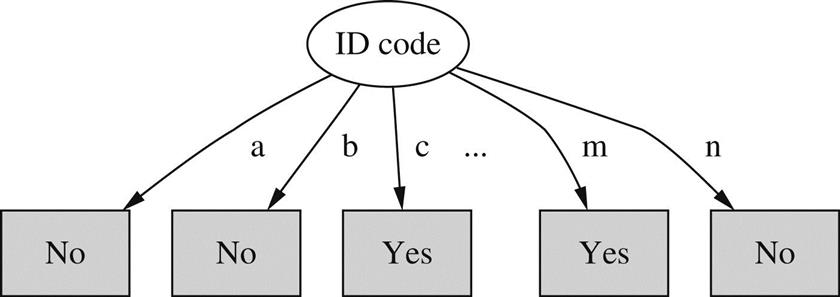 ID code
a b c ... m n
No No Yes Yes No